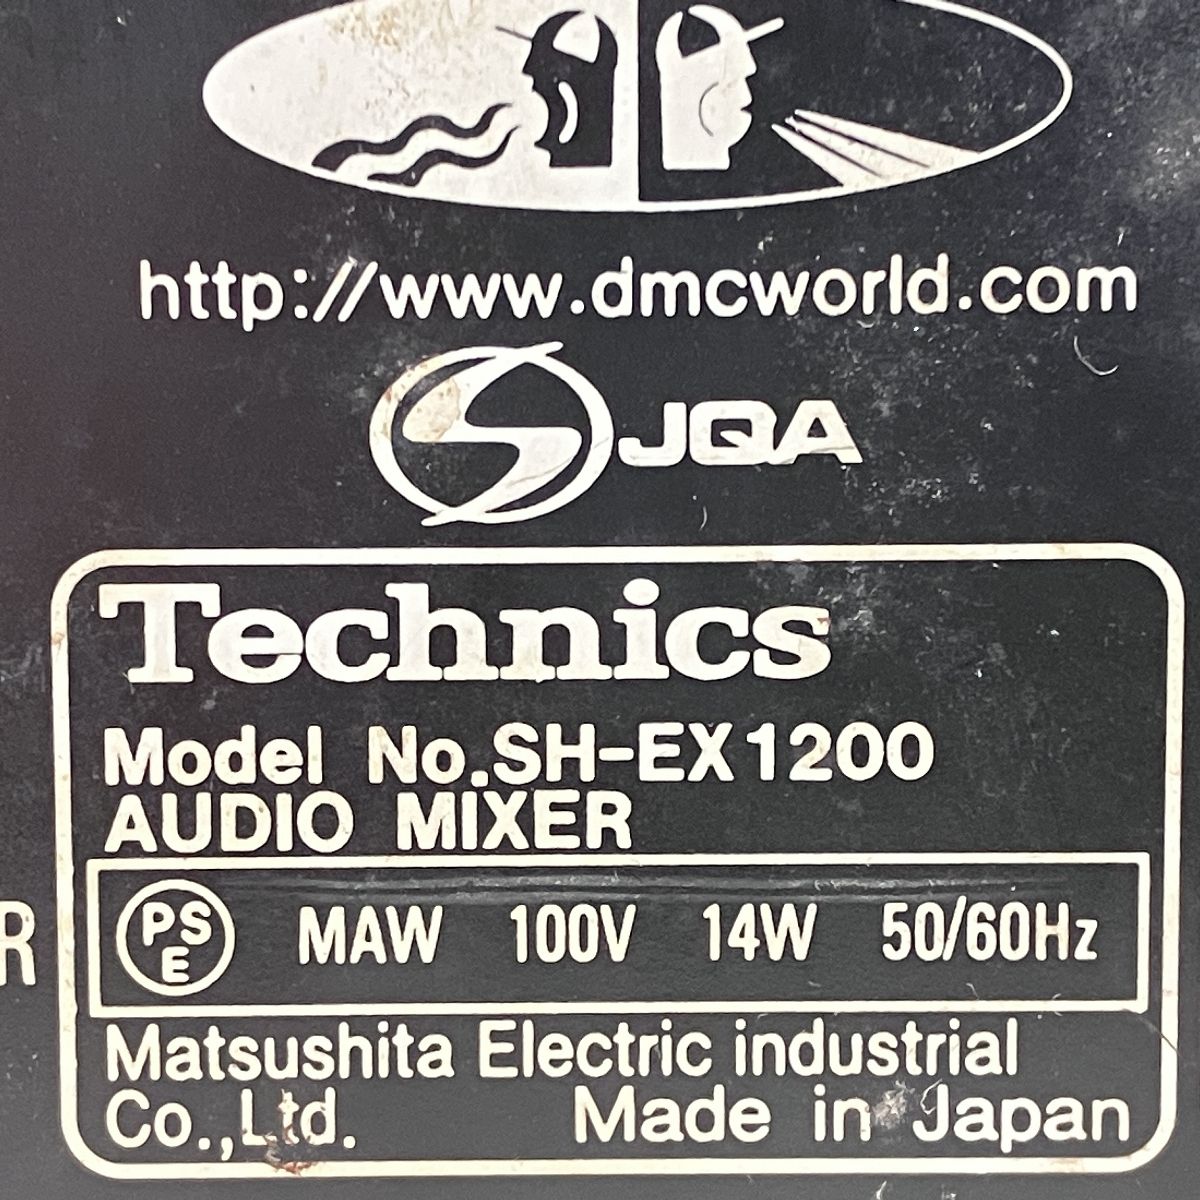 http://www.dmcworld.com
JQA
Technics
Model No.SH-EX1200
AUDIO MIXER
R
PS
E
MAW 100V 14W 50/60Hz
Matsushita Electric industrial
Co.,Ltd. Made in Japan